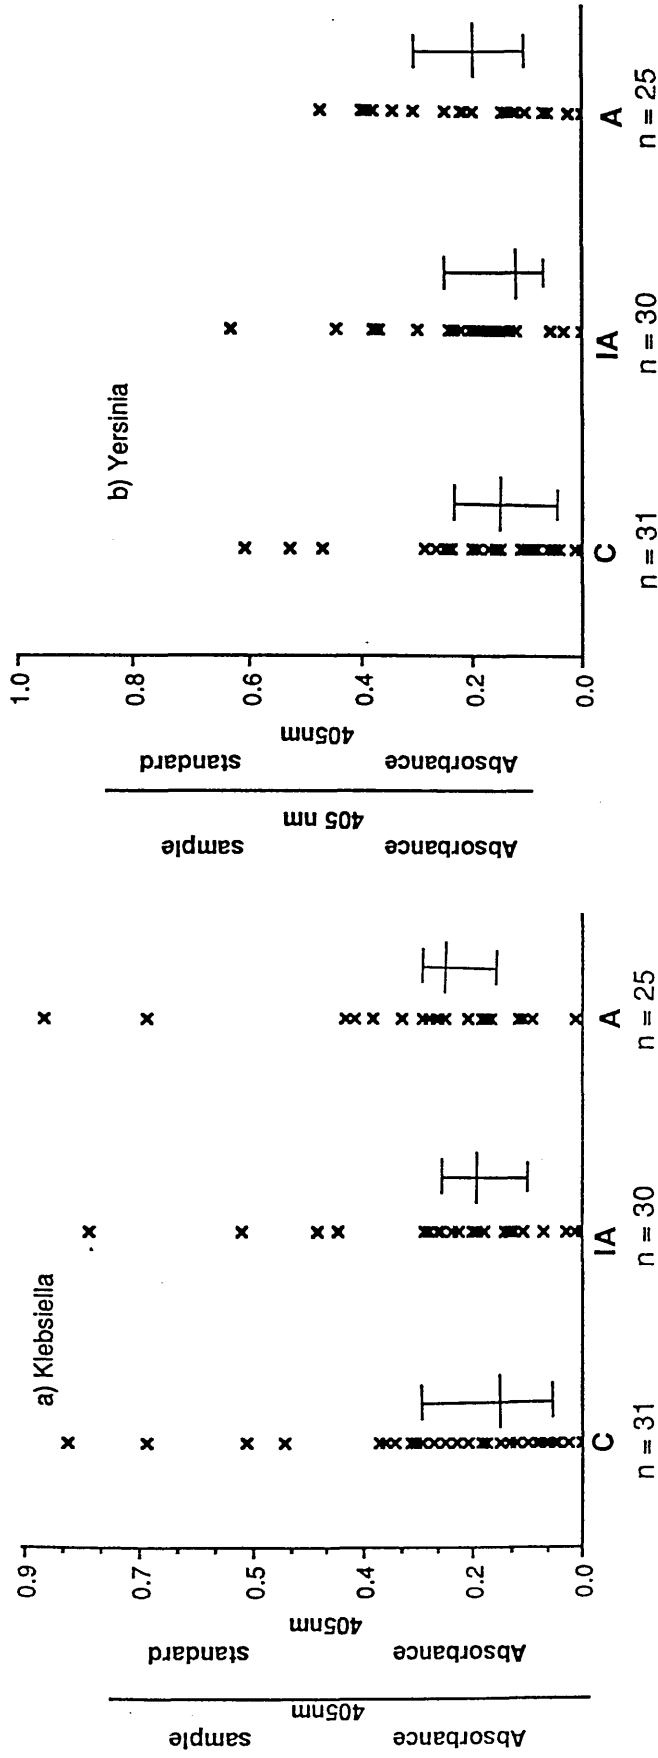 a) Klebsiella
Absorbance sample
405nm
Absorbance standard
405nm
0.9
0.7
0.5
0.4
0.2
0.0
C
IA
A
n = 31
n = 30
n = 25
b) Yersinia
Absorbance sample
405 nm
Absorbance standard
405nm
1.0
0.8
0.6
0.4
0.2
0.0
C
IA
A
n = 31
n = 30
n = 25